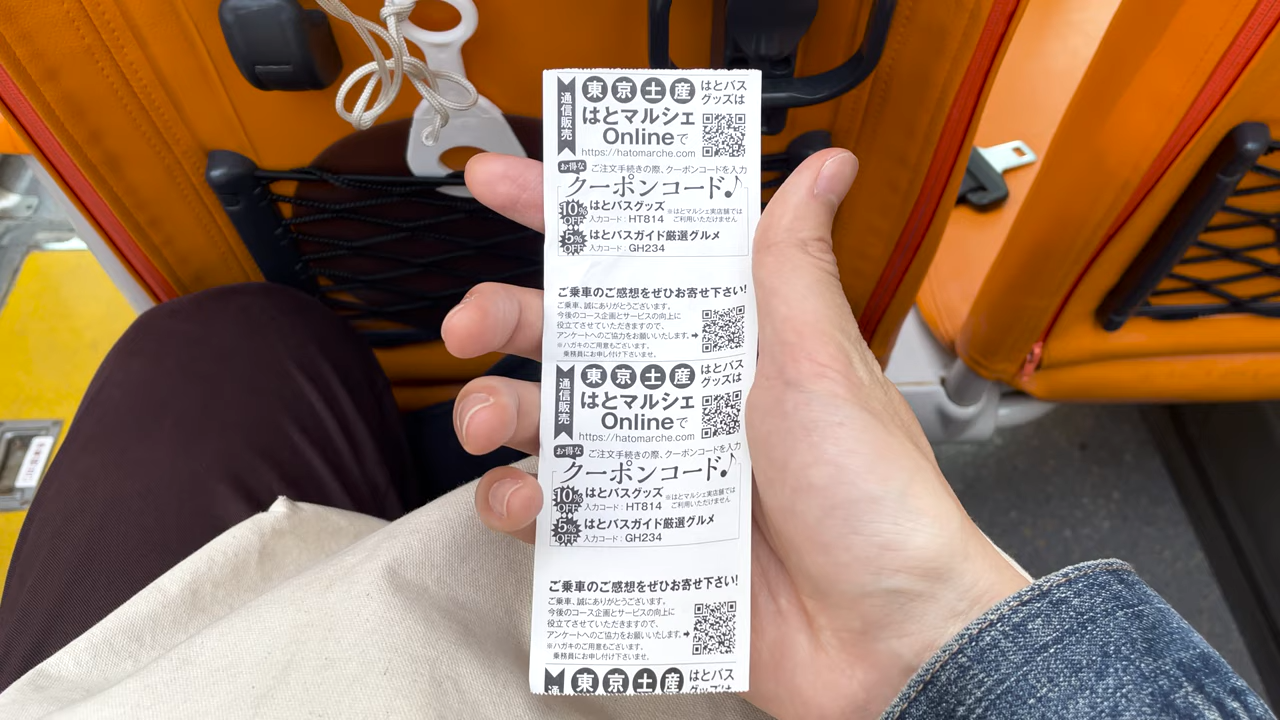 通信販売
東京土産
はとバス
グッズは
はとマルシェ
Onlineで
https://hatomarche.com
お得な
ご注文手続きの際、クーポンコードを入力
クーポンコード♪
10% OFF
はとバスグッズ
入力コード：HT814
※はとマルシェ実店舗では
ご利用いただけません
5% OFF
はとバスガイド厳選グルメ
入力コード：GH234
ご乗車のご感想をぜひお寄せ下さい!
ご乗車、誠にありがとうございます。
今後のコース企画とサービスの向上に
役立てさせていただきますので、
アンケートへのご協力をお願いいたします。➡
※ハガキのご用意もございます。
乗務員にお申し付け下さいませ。
通信販売
東京土産
はとバス
グッズは
はとマルシェ
Onlineで
https://hatomarche.com
お得な
ご注文手続きの際、クーポンコードを入力
クーポンコード♪
10% OFF
はとバスグッズ
入力コード：HT814
※はとマルシェ実店舗では
ご利用いただけません
5% OFF
はとバスガイド厳選グルメ
入力コード：GH234
ご乗車のご感想をぜひお寄せ下さい!
ご乗車、誠にありがとうございます。
今後のコース企画とサービスの向上に
役立てさせていただきますので、
アンケートへのご協力をお願いいたします。➡
※ハガキのご用意もございます。
乗務員にお申し付け下さいませ。
通
東京土産
はとバス
グッズは